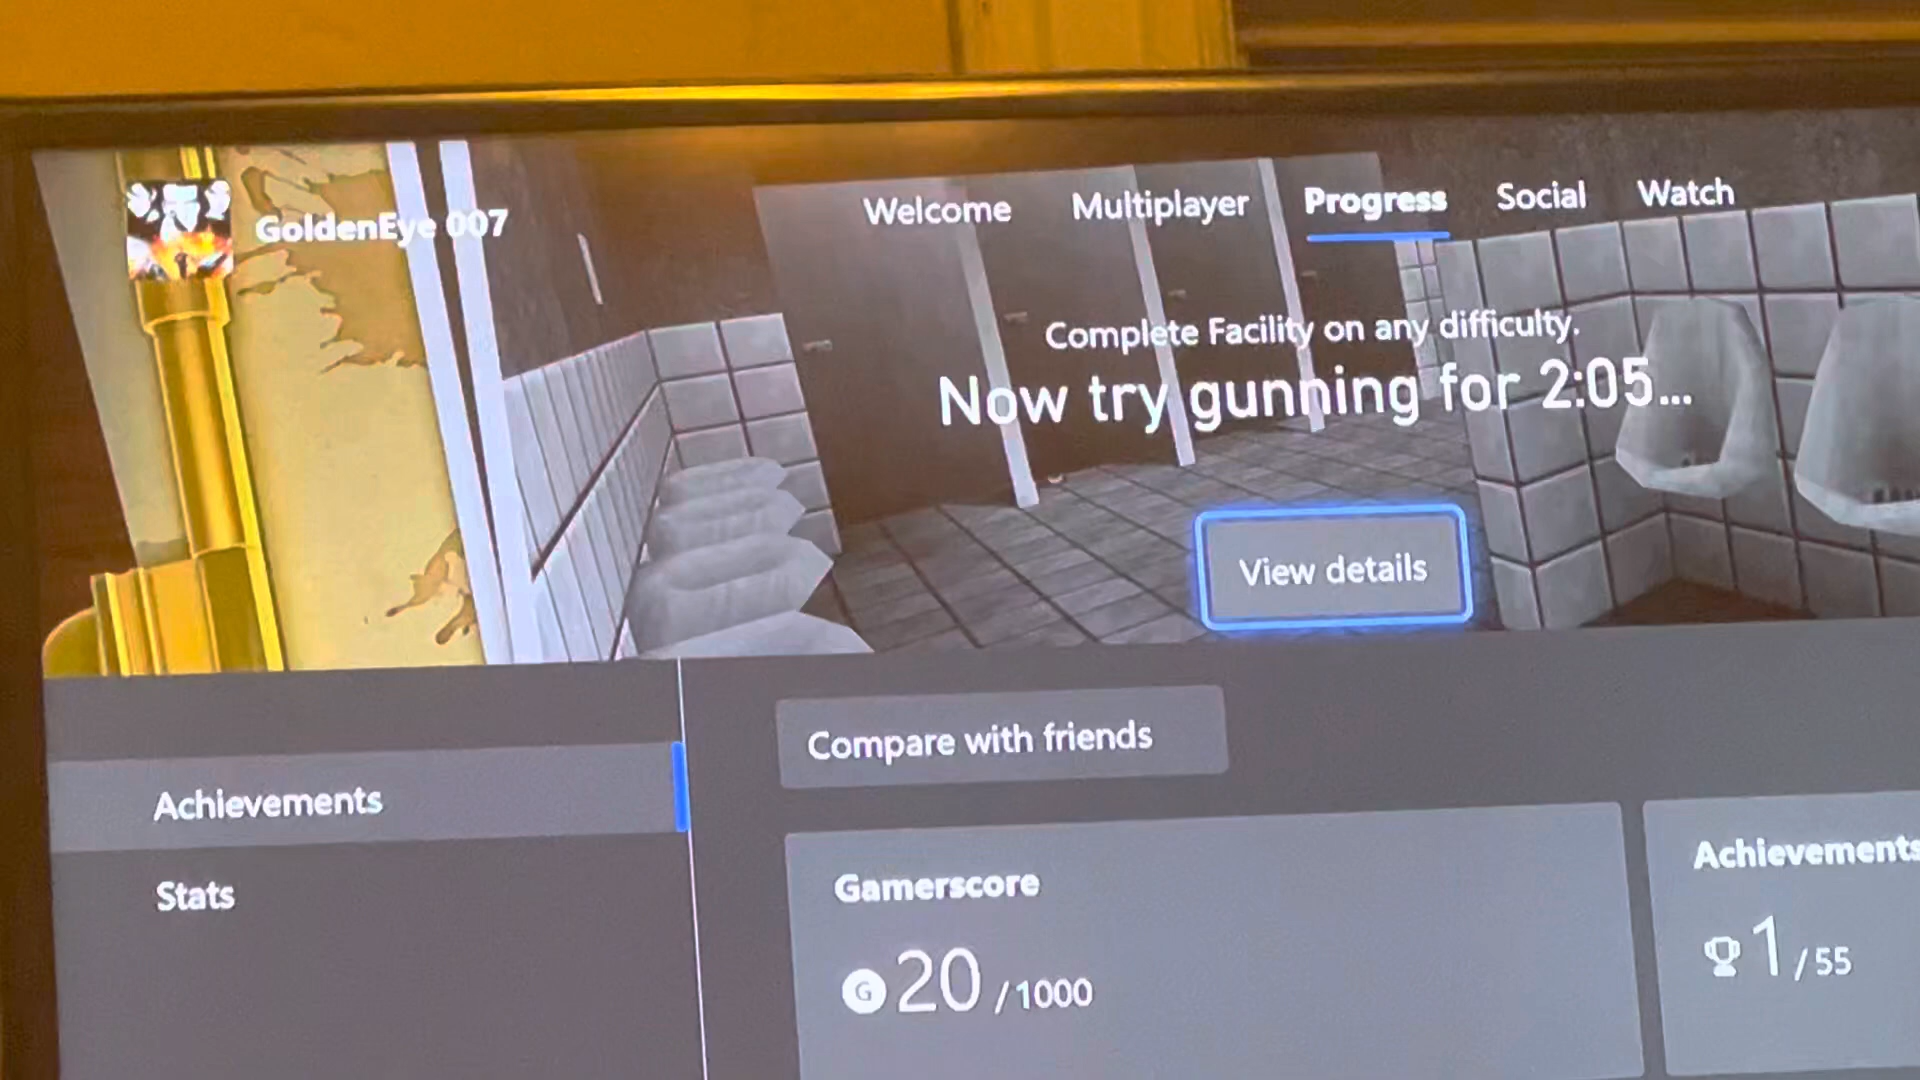 GoldenEye 007
Welcome Multiplayer Progress Social Watch
Complete Facility on any difficulty.
Now try gunning for 2:05...
View details
Compare with friends
Achievements
Stats
Gamerscore
G 20 /1000
Achievements
1 /55